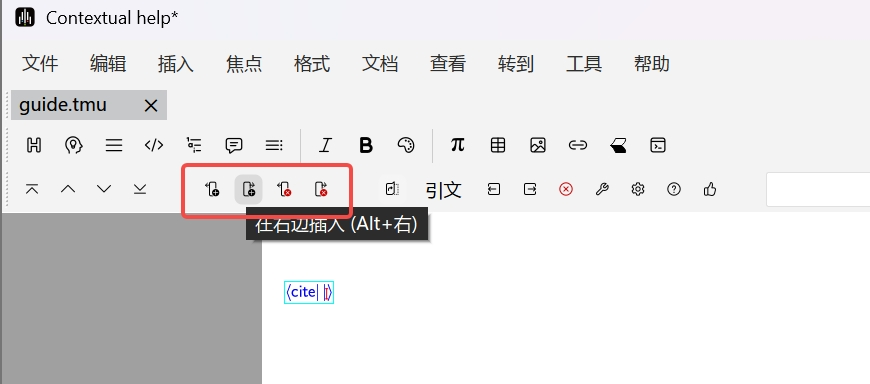 Contextual help*
文件 编辑 插入 焦点 格式 文档 查看 转到 工具 帮助
guide.tmu
引文
在右边插入 (Alt+右)
⟨cite| |⟩